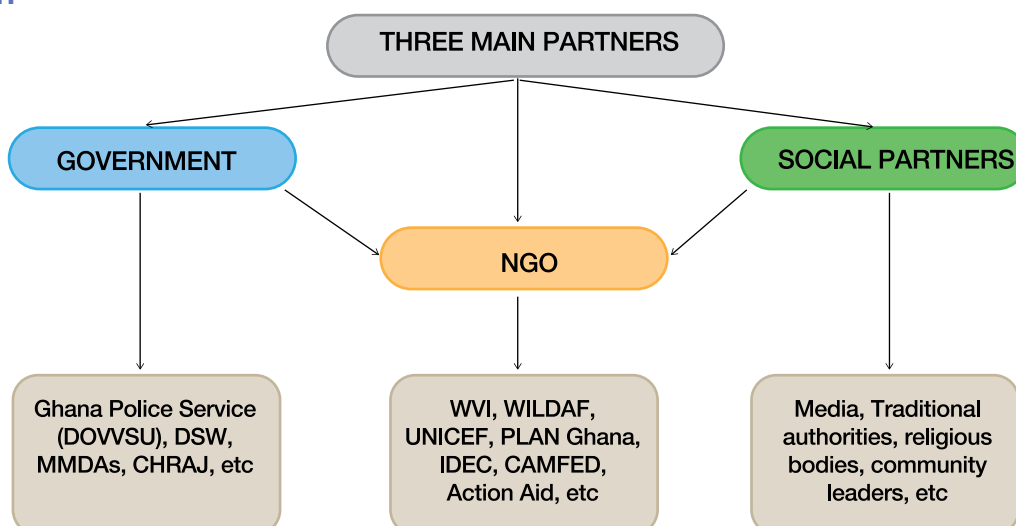 THREE MAIN PARTNERS
GOVERNMENT
SOCIAL PARTNERS
NGO
Ghana Police Service
(DOVVSU), DSW,
MMDAs, CHRAJ, etc
WVI, WILDAF,
UNICEF, PLAN Ghana,
IDEC, CAMFED,
Action Aid, etc
Media, Traditional
authorities, religious
bodies, community
leaders, etc